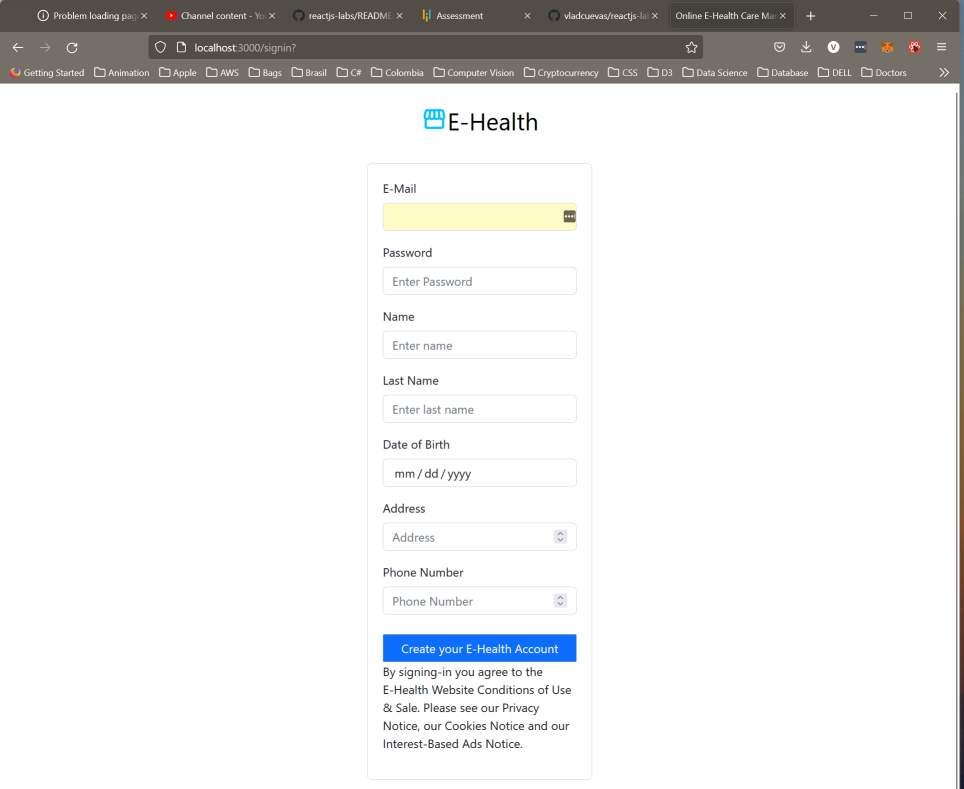 Problem loading pag
Channel content - Yo
reactjs-labs/README.
Assessment
vladcuevas/reactjs-la
Online E-Health Care Ma
localhost:3000/signin?
V
Getting Started
Animation
Apple
AWS
Bags
Brasil
C#
Colombia
Computer Vision
Cryptocurrency
CSS
D3
Data Science
Database
DELL
Doctors
E-Health
E-Mail
Password
Enter Password
Name
Enter name
Last Name
Enter last name
Date of Birth
mm / dd / yyyy
Address
Address
Phone Number
Phone Number
Create your E-Health Account
By signing-in you agree to the
E-Health Website Conditions of Use
& Sale. Please see our Privacy
Notice, our Cookies Notice and our
Interest-Based Ads Notice.